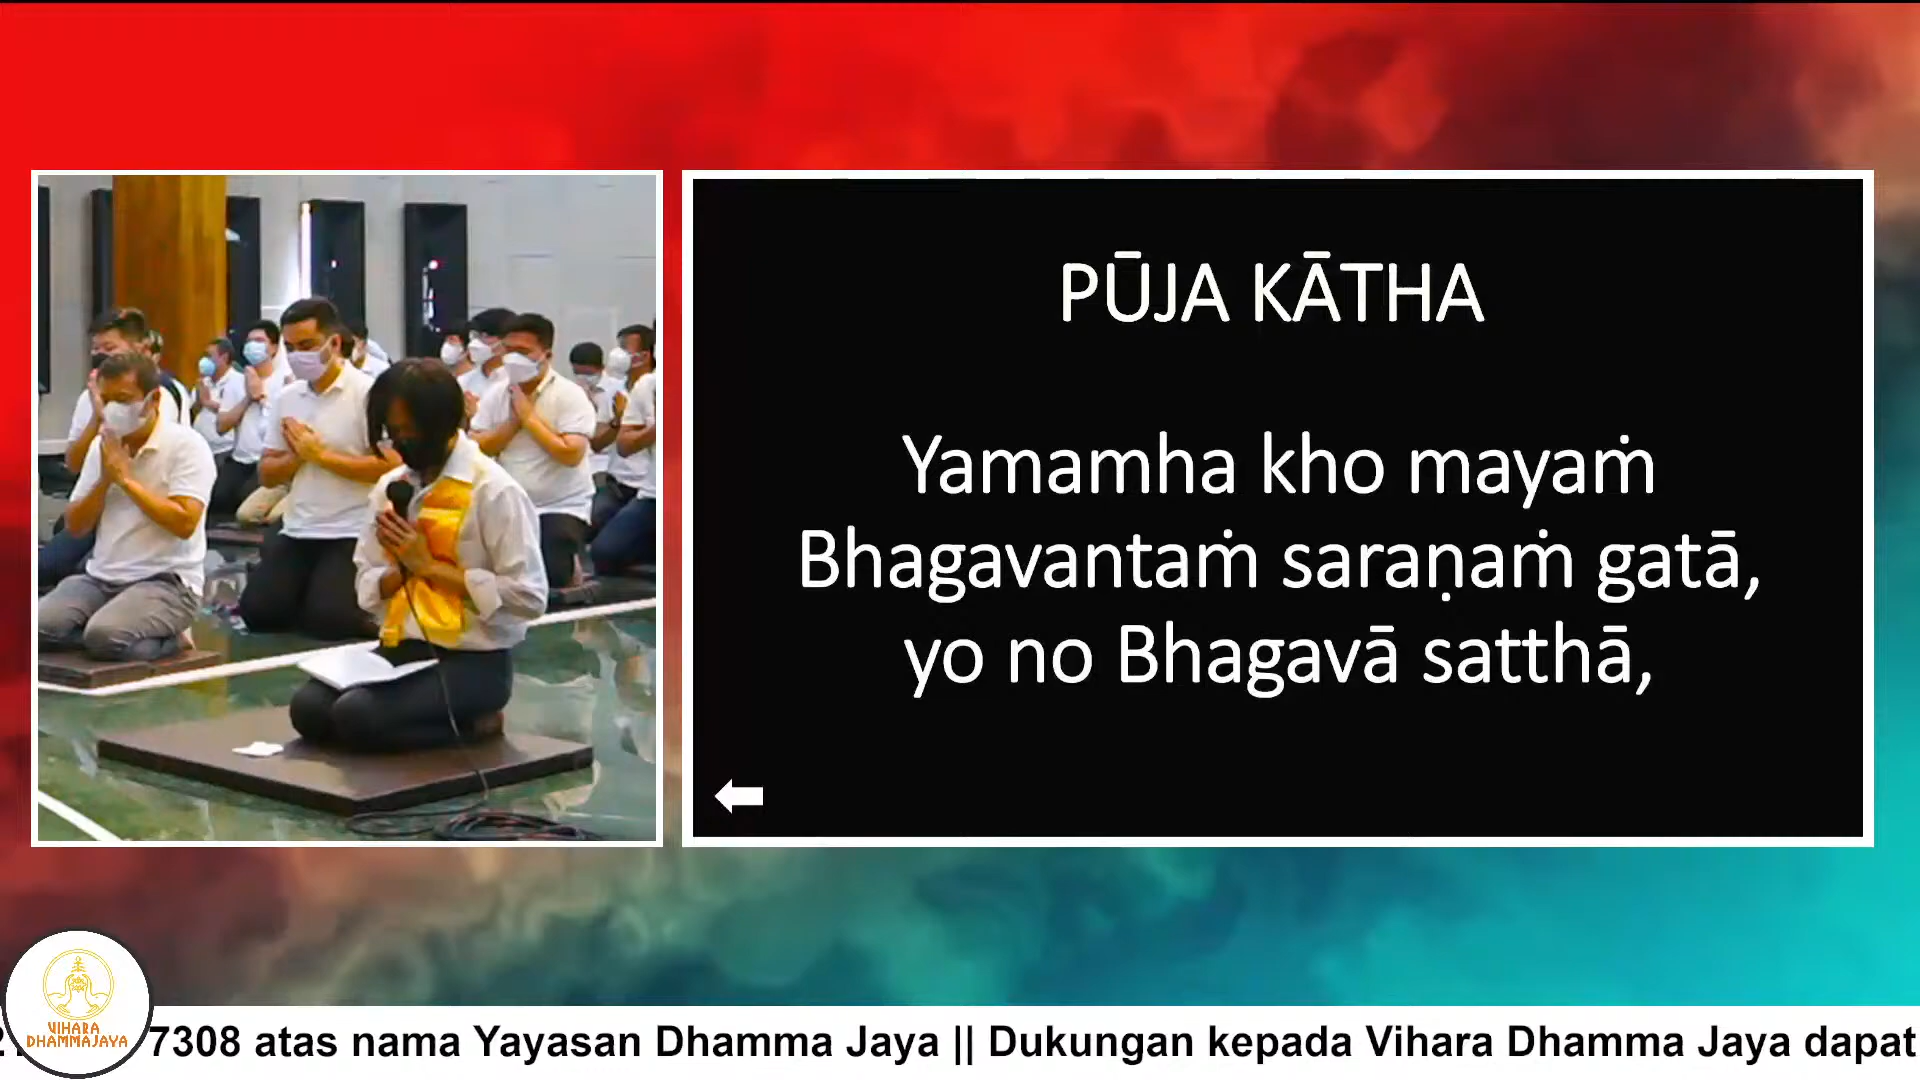 PŪJA KĀTHA
Yamamha kho mayaṁ
Bhagavantaṁ saraṇaṁ gatā,
yo no Bhagavā satthā,
VIHARA
DHAMMAJAYA
7308 atas nama Yayasan Dhamma Jaya || Dukungan kepada Vihara Dhamma Jaya dapat